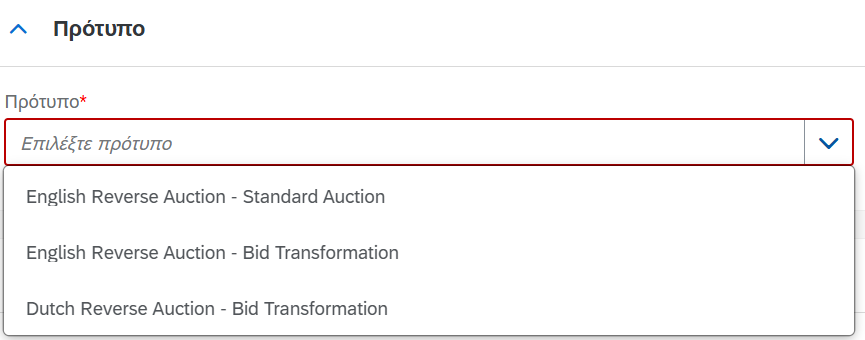 Πρότυπο
Πρότυπο*
Επιλέξτε πρότυπο
English Reverse Auction - Standard Auction
English Reverse Auction - Bid Transformation
Dutch Reverse Auction - Bid Transformation